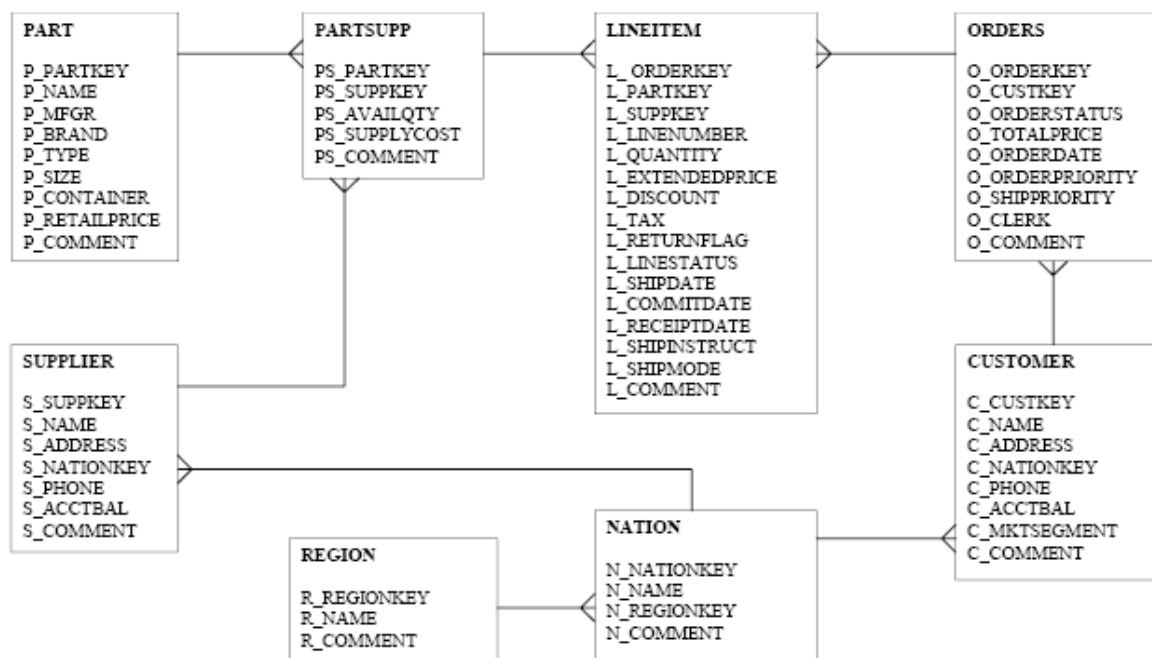 PART
P_PARTKEY
P_NAME
P_MFGR
P_BRAND
P_TYPE
P_SIZE
P_CONTAINER
P_RETAILPRICE
P_COMMENT
PARTSUPP
PS_PARTKEY
PS_SUPPKEY
PS_AVAILQTY
PS_SUPPLYCOST
PS_COMMENT
LINEITEM
L_ORDERKEY
L_PARTKEY
L_SUPPKEY
L_LINENUMBER
L_QUANTITY
L_EXTENDEDPRICE
L_DISCOUNT
L_TAX
L_RETURNFLAG
L_LINESTATUS
L_SHIPDATE
L_COMMITDATE
L_RECEIPTDATE
L_SHIPINSTRUCT
L_SHIPMODE
L_COMMENT
ORDERS
O_ORDERKEY
O_CUSTKEY
O_ORDERSTATUS
O_TOTALPRICE
O_ORDERDATE
O_ORDERPRIORITY
O_SHIPPRIORITY
O_CLERK
O_COMMENT
SUPPLIER
S_SUPPKEY
S_NAME
S_ADDRESS
S_NATIONKEY
S_PHONE
S_ACCTBAL
S_COMMENT
CUSTOMER
C_CUSTKEY
C_NAME
C_ADDRESS
C_NATIONKEY
C_PHONE
C_ACCTBAL
C_MKTSEGMENT
C_COMMENT
REGION
R_REGIONKEY
R_NAME
R_COMMENT
NATION
N_NATIONKEY
N_NAME
N_REGIONKEY
N_COMMENT